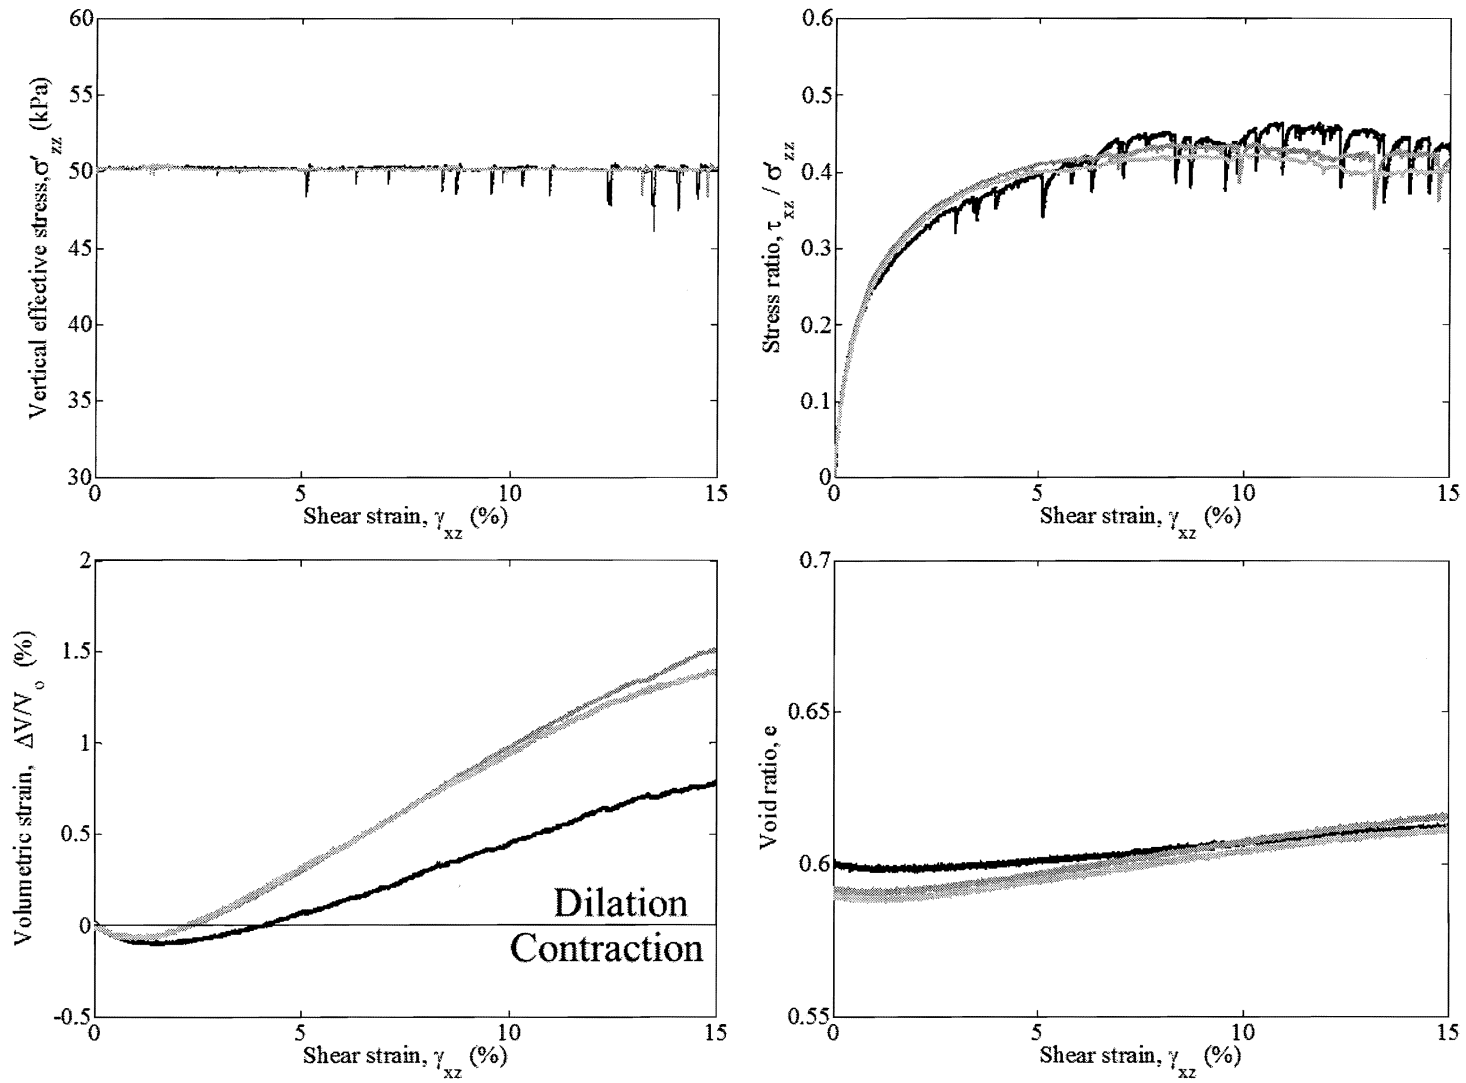 60
55
50
45
40
35
30
Vertical effective stress,σ′zz (kPa)
0 5 10 15
Shear strain, γxz (%)
0.6
0.5
0.4
0.3
0.2
0.1
0
Stress ratio, τxz / σ′zz
0 5 10 15
Shear strain, γxz (%)
2
1.5
1
0.5
0
-0.5
Volumetric strain, ΔV/Vo (%)
Dilation
Contraction
0 5 10 15
Shear strain, γxz (%)
0.7
0.65
0.6
0.55
Void ratio, e
0 5 10 15
Shear strain, γxz (%)